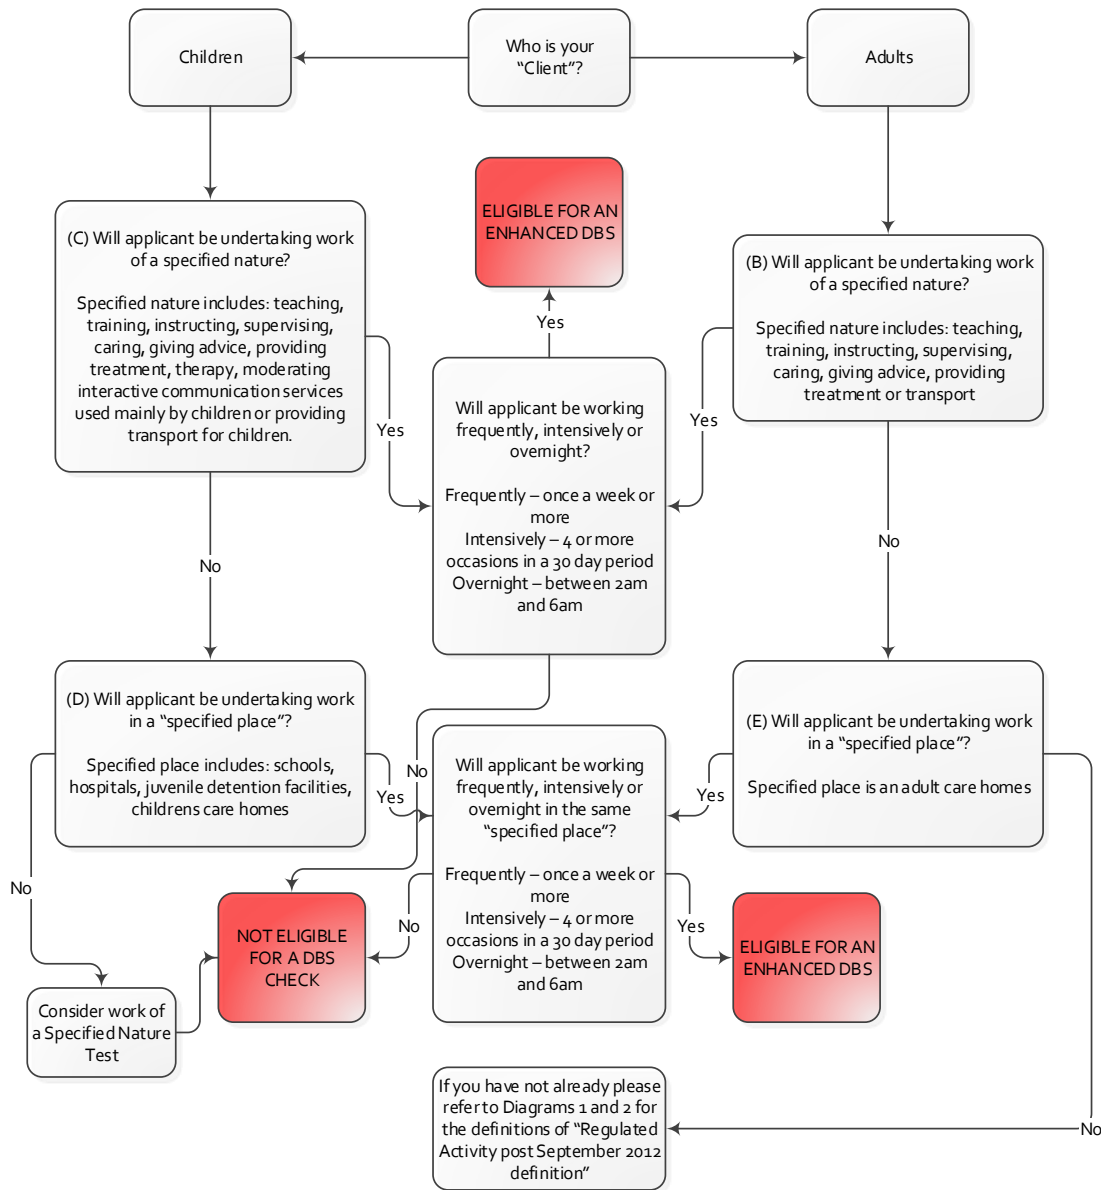 Who is your
“Client”?
Children
Adults
ELIGIBLE FOR AN
ENHANCED DBS
(C) Will applicant be undertaking work
of a specified nature?
Specified nature includes: teaching,
training, instructing, supervising,
caring, giving advice, providing
treatment, therapy, moderating
interactive communication services
used mainly by children or providing
transport for children.
(B) Will applicant be undertaking work
of a specified nature?
Specified nature includes: teaching,
training, instructing, supervising,
caring, giving advice, providing
treatment or transport
Yes
Yes
Yes
Will applicant be working
frequently, intensively or
overnight?
Frequently – once a week or
more
Intensively – 4 or more
occasions in a 30 day period
Overnight – between 2am
and 6am
No
No
(D) Will applicant be undertaking work
in a “specified place”?
Specified place includes: schools,
hospitals, juvenile detention facilities,
childrens care homes
No
Yes
Will applicant be working
frequently, intensively or
overnight in the same
“specified place”?
Frequently – once a week or
more
Intensively – 4 or more
occasions in a 30 day period
Overnight – between 2am
and 6am
Yes
(E) Will applicant be undertaking work
in a “specified place”?
Specified place is an adult care homes
No
NOT ELIGIBLE
FOR A DBS
CHECK
No
Yes
ELIGIBLE FOR AN
ENHANCED DBS
Consider work of
a Specified Nature
Test
If you have not already please
refer to Diagrams 1 and 2 for
the definitions of “Regulated
Activity post September 2012
definition”
No